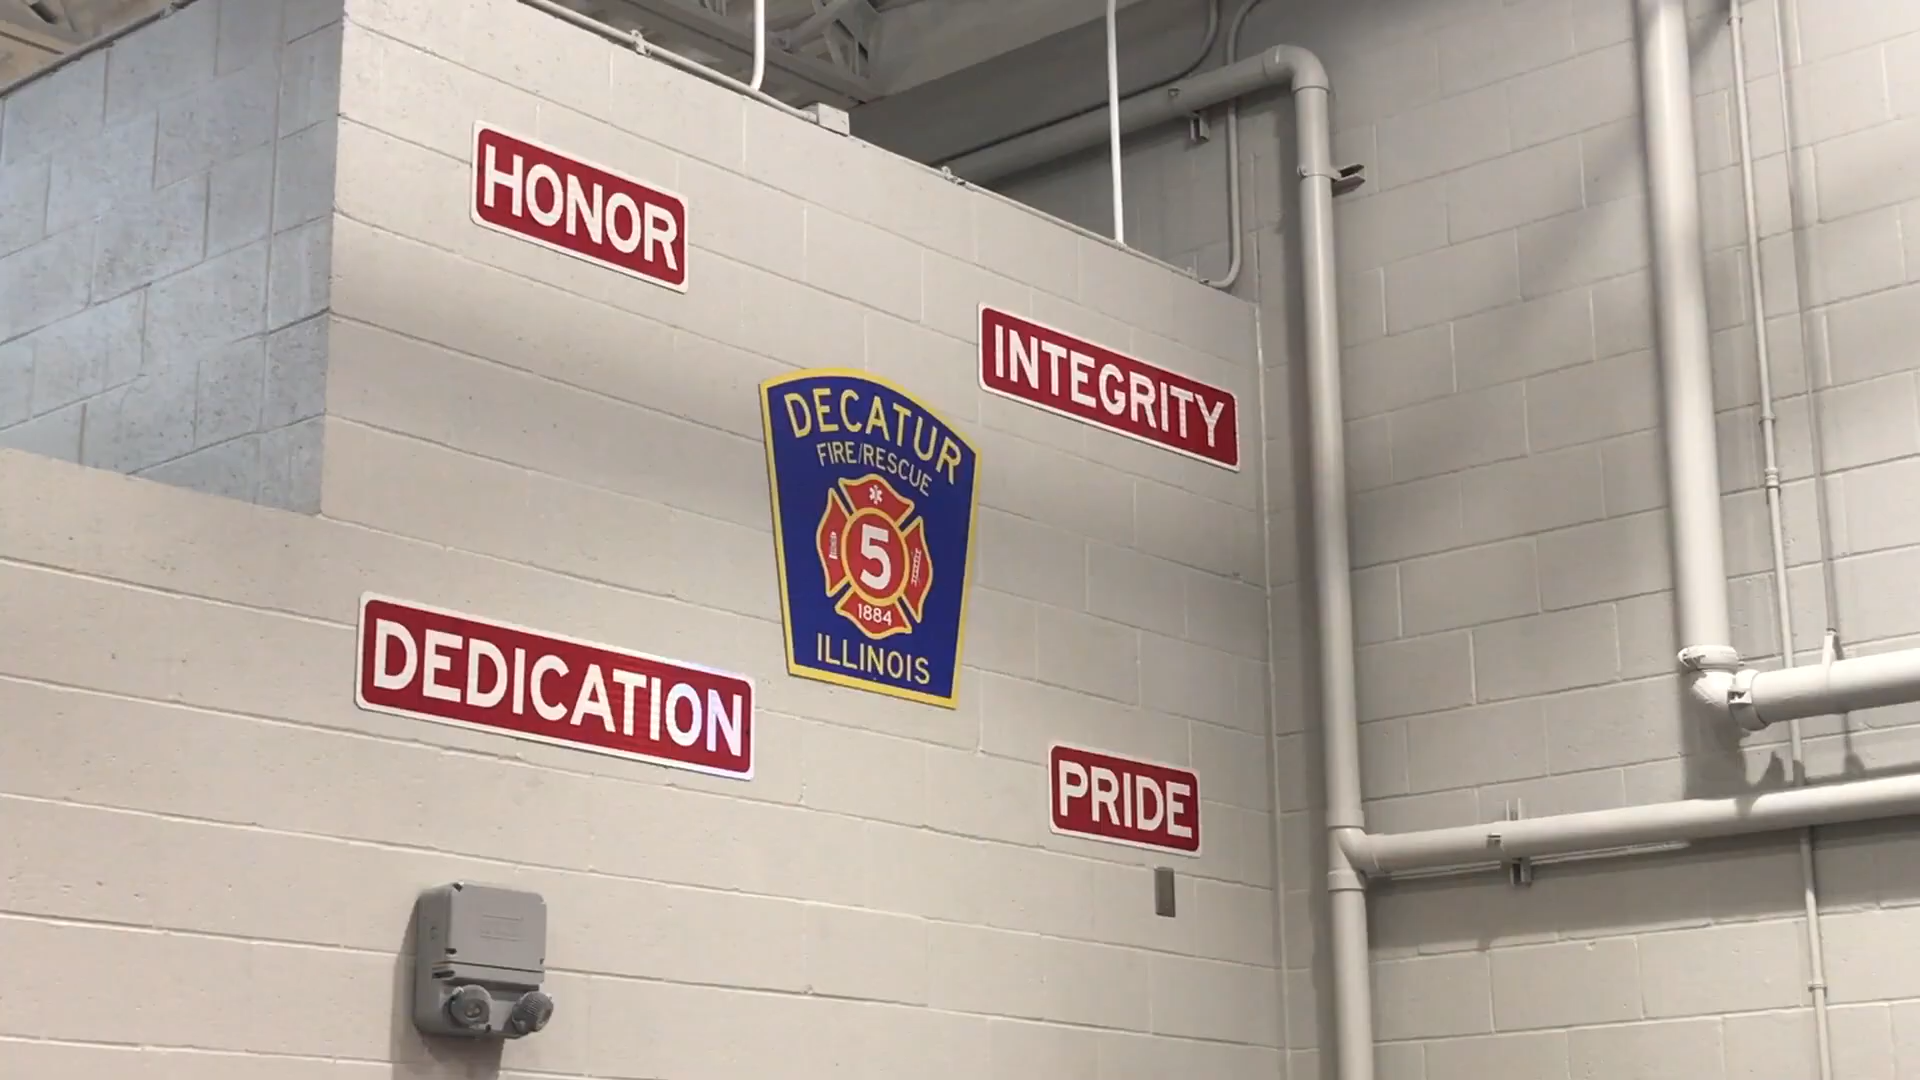 HONOR
INTEGRITY
DECATUR
FIRE/RESCUE
5
1884
ILLINOIS
DEDICATION
PRIDE